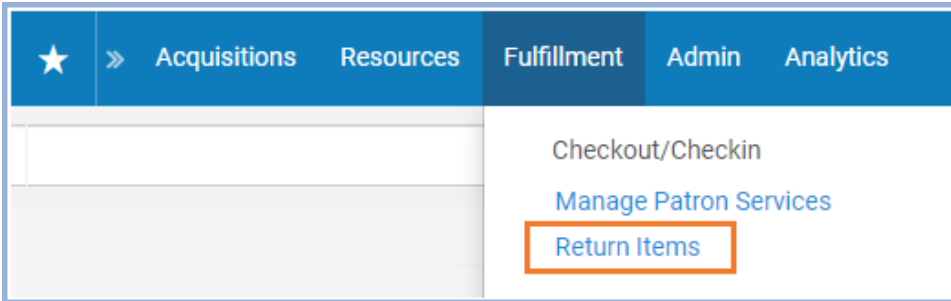 Acquisitions Resources Fulfillment Admin Analytics
Checkout/Checkin
Manage Patron Services
Return Items